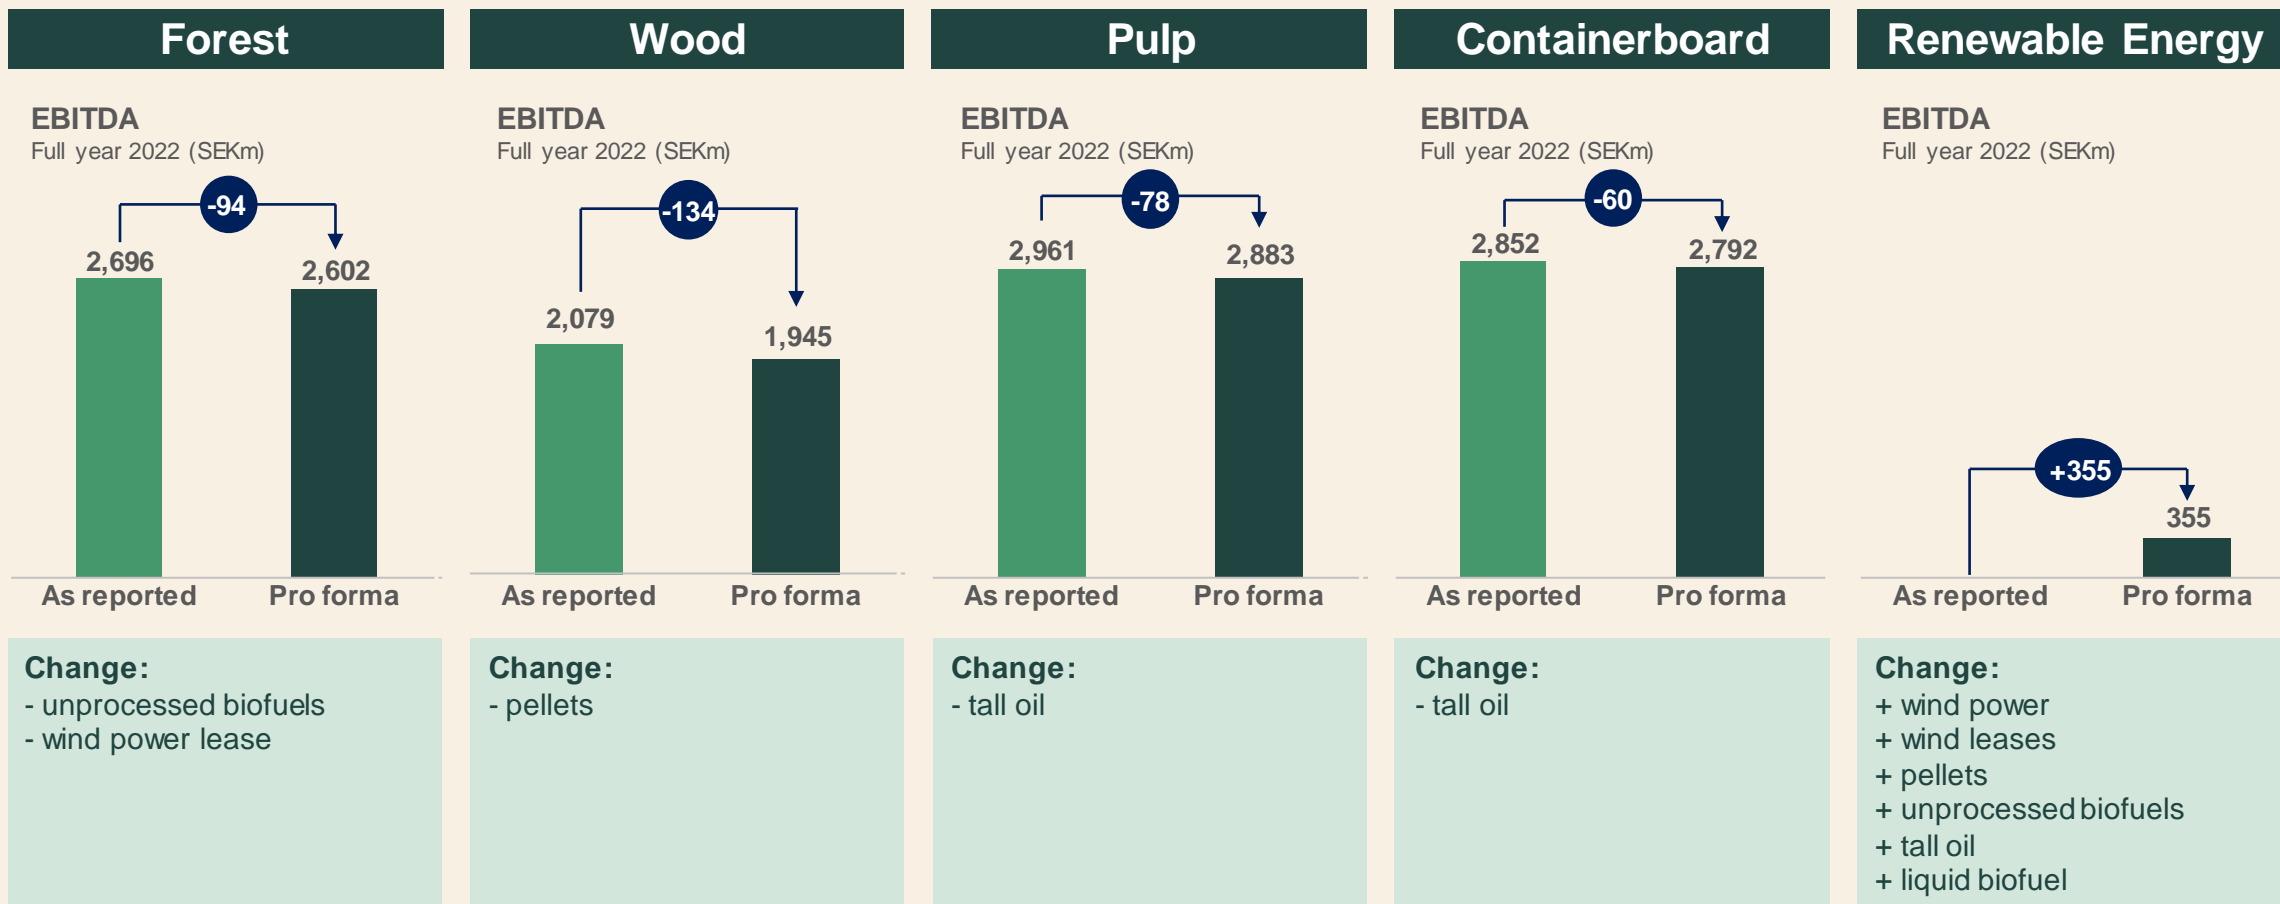 Forest
EBITDA
Full year 2022 (SEKm)
-94
2,696
2,602
As reported
Pro forma
Change:
- unprocessed biofuels
- wind power lease
Wood
EBITDA
Full year 2022 (SEKm)
-134
2,079
1,945
As reported
Pro forma
Change:
- pellets
Pulp
EBITDA
Full year 2022 (SEKm)
-78
2,961
2,883
As reported
Pro forma
Change:
- tall oil
Containerboard
EBITDA
Full year 2022 (SEKm)
-60
2,852
2,792
As reported
Pro forma
Change:
- tall oil
Renewable Energy
EBITDA
Full year 2022 (SEKm)
+355
355
As reported
Pro forma
Change:
+ wind power
+ wind leases
+ pellets
+ unprocessed biofuels
+ tall oil
+ liquid biofuel